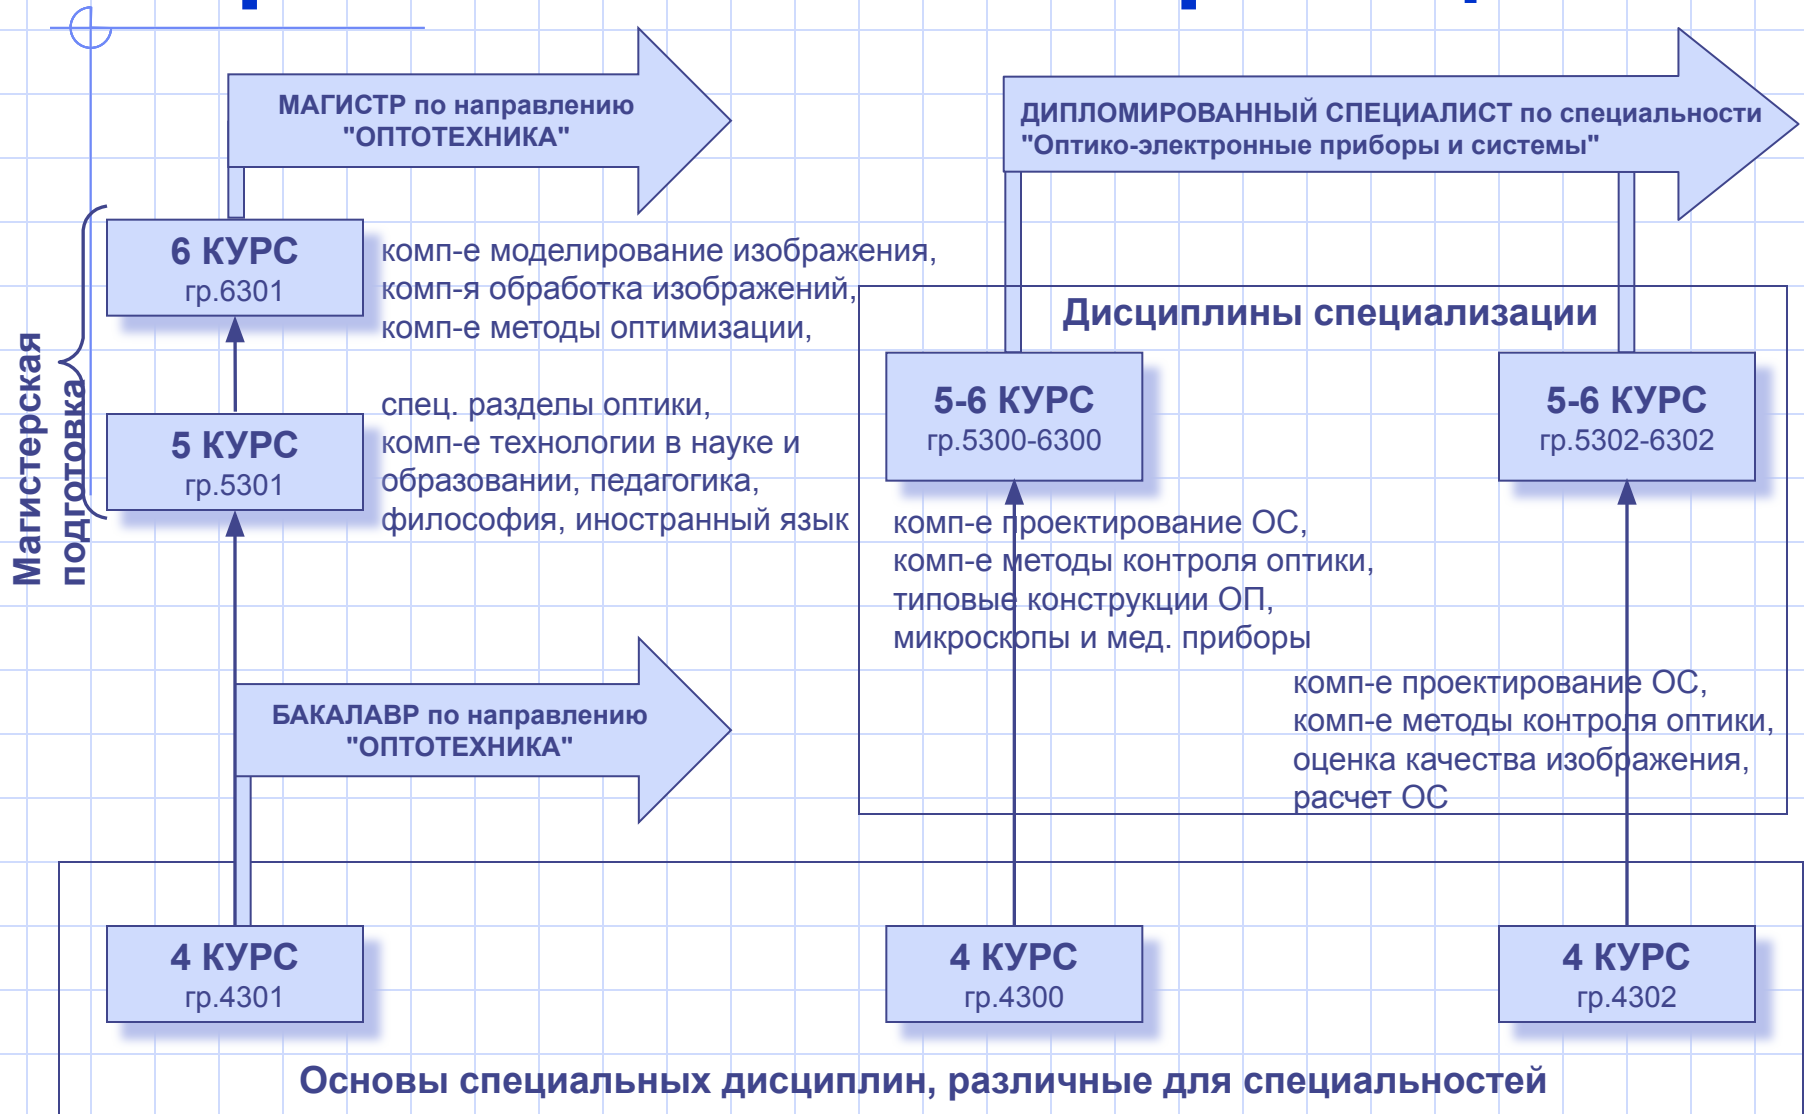 МАГИСТР по направлению
"ОПТОТЕХНИКА"
ДИПЛОМИРОВАННЫЙ СПЕЦИАЛИСТ по специальности
"Оптико-электронные приборы и системы"
Магистерская
подготовка
6 КУРС
гр.6301
комп-е моделирование изображения,
комп-я обработка изображений,
комп-е методы оптимизации,
5 КУРС
гр.5301
спец. разделы оптики,
комп-е технологии в науке и
образовании, педагогика,
философия, иностранный язык
Дисциплины специализации
5-6 КУРС
гр.5300-6300
5-6 КУРС
гр.5302-6302
комп-е проектирование ОС,
комп-е методы контроля оптики,
типовые конструкции ОП,
микроскопы и мед. приборы
комп-е проектирование ОС,
комп-е методы контроля оптики,
оценка качества изображения,
расчет ОС
БАКАЛАВР по направлению
"ОПТОТЕХНИКА"
4 КУРС
гр.4301
4 КУРС
гр.4300
4 КУРС
гр.4302
Основы специальных дисциплин, различные для специальностей